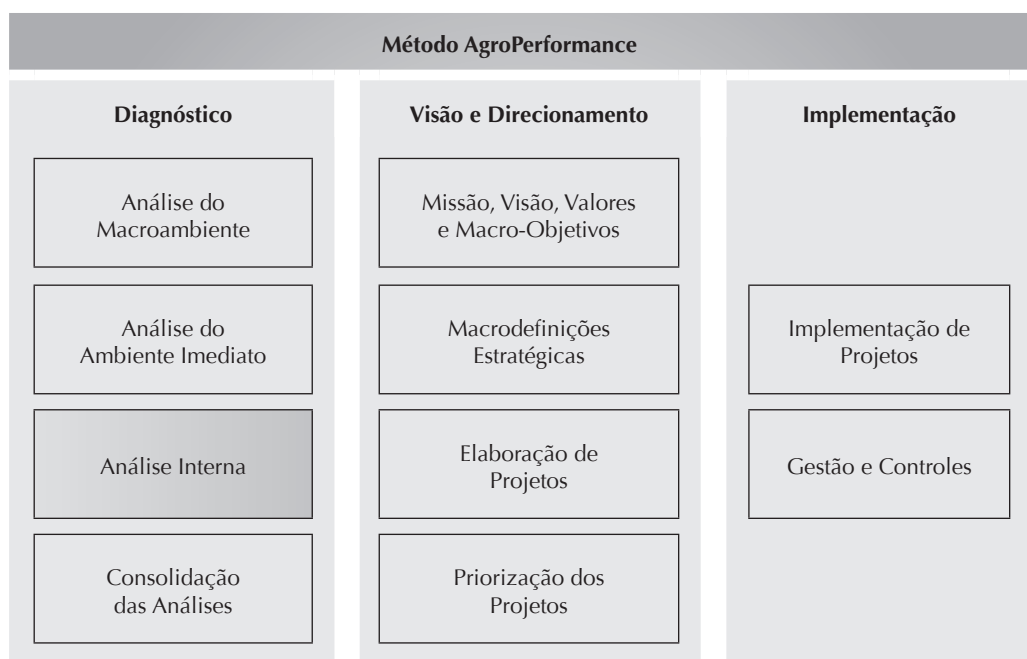 Método AgroPerformance
Diagnóstico
Análise do
Macroambiente
Análise do
Ambiente Imediato
Análise Interna
Consolidação
das Análises
Visão e Direcionamento
Missão, Visão, Valores
e Macro-Objetivos
Macrodefinições
Estratégicas
Elaboração de
Projetos
Priorização dos
Projetos
Implementação
Implementação de
Projetos
Gestão e Controles